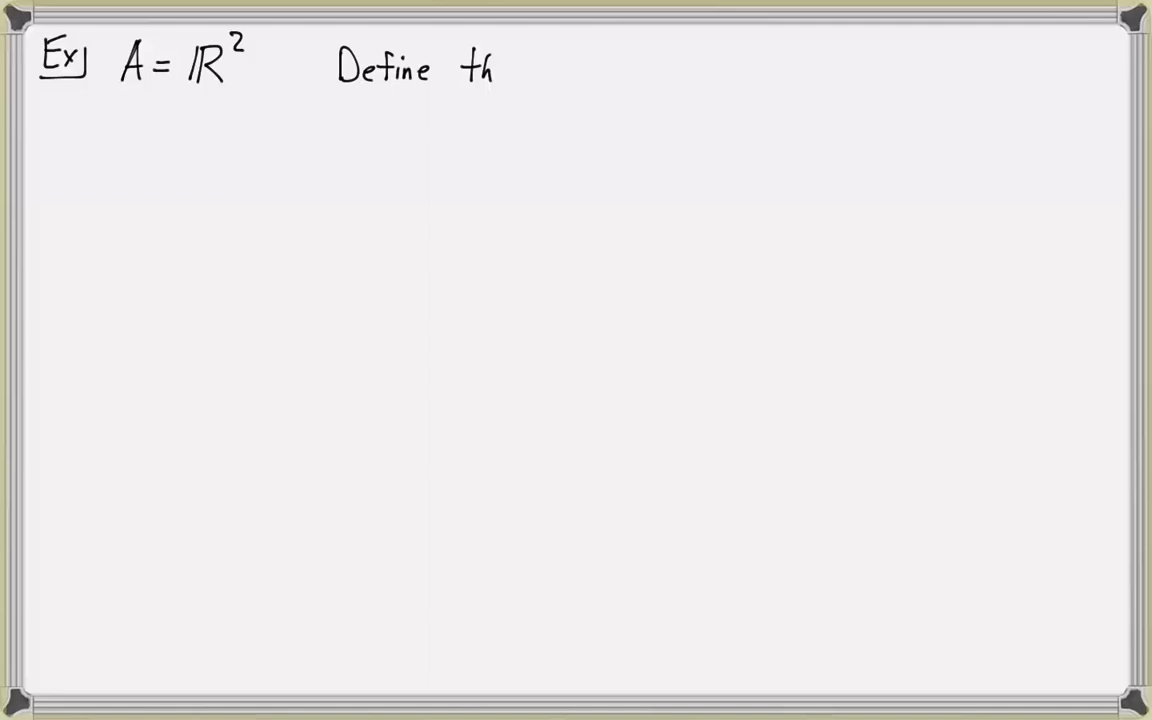 Ex A = ℝ² Define th